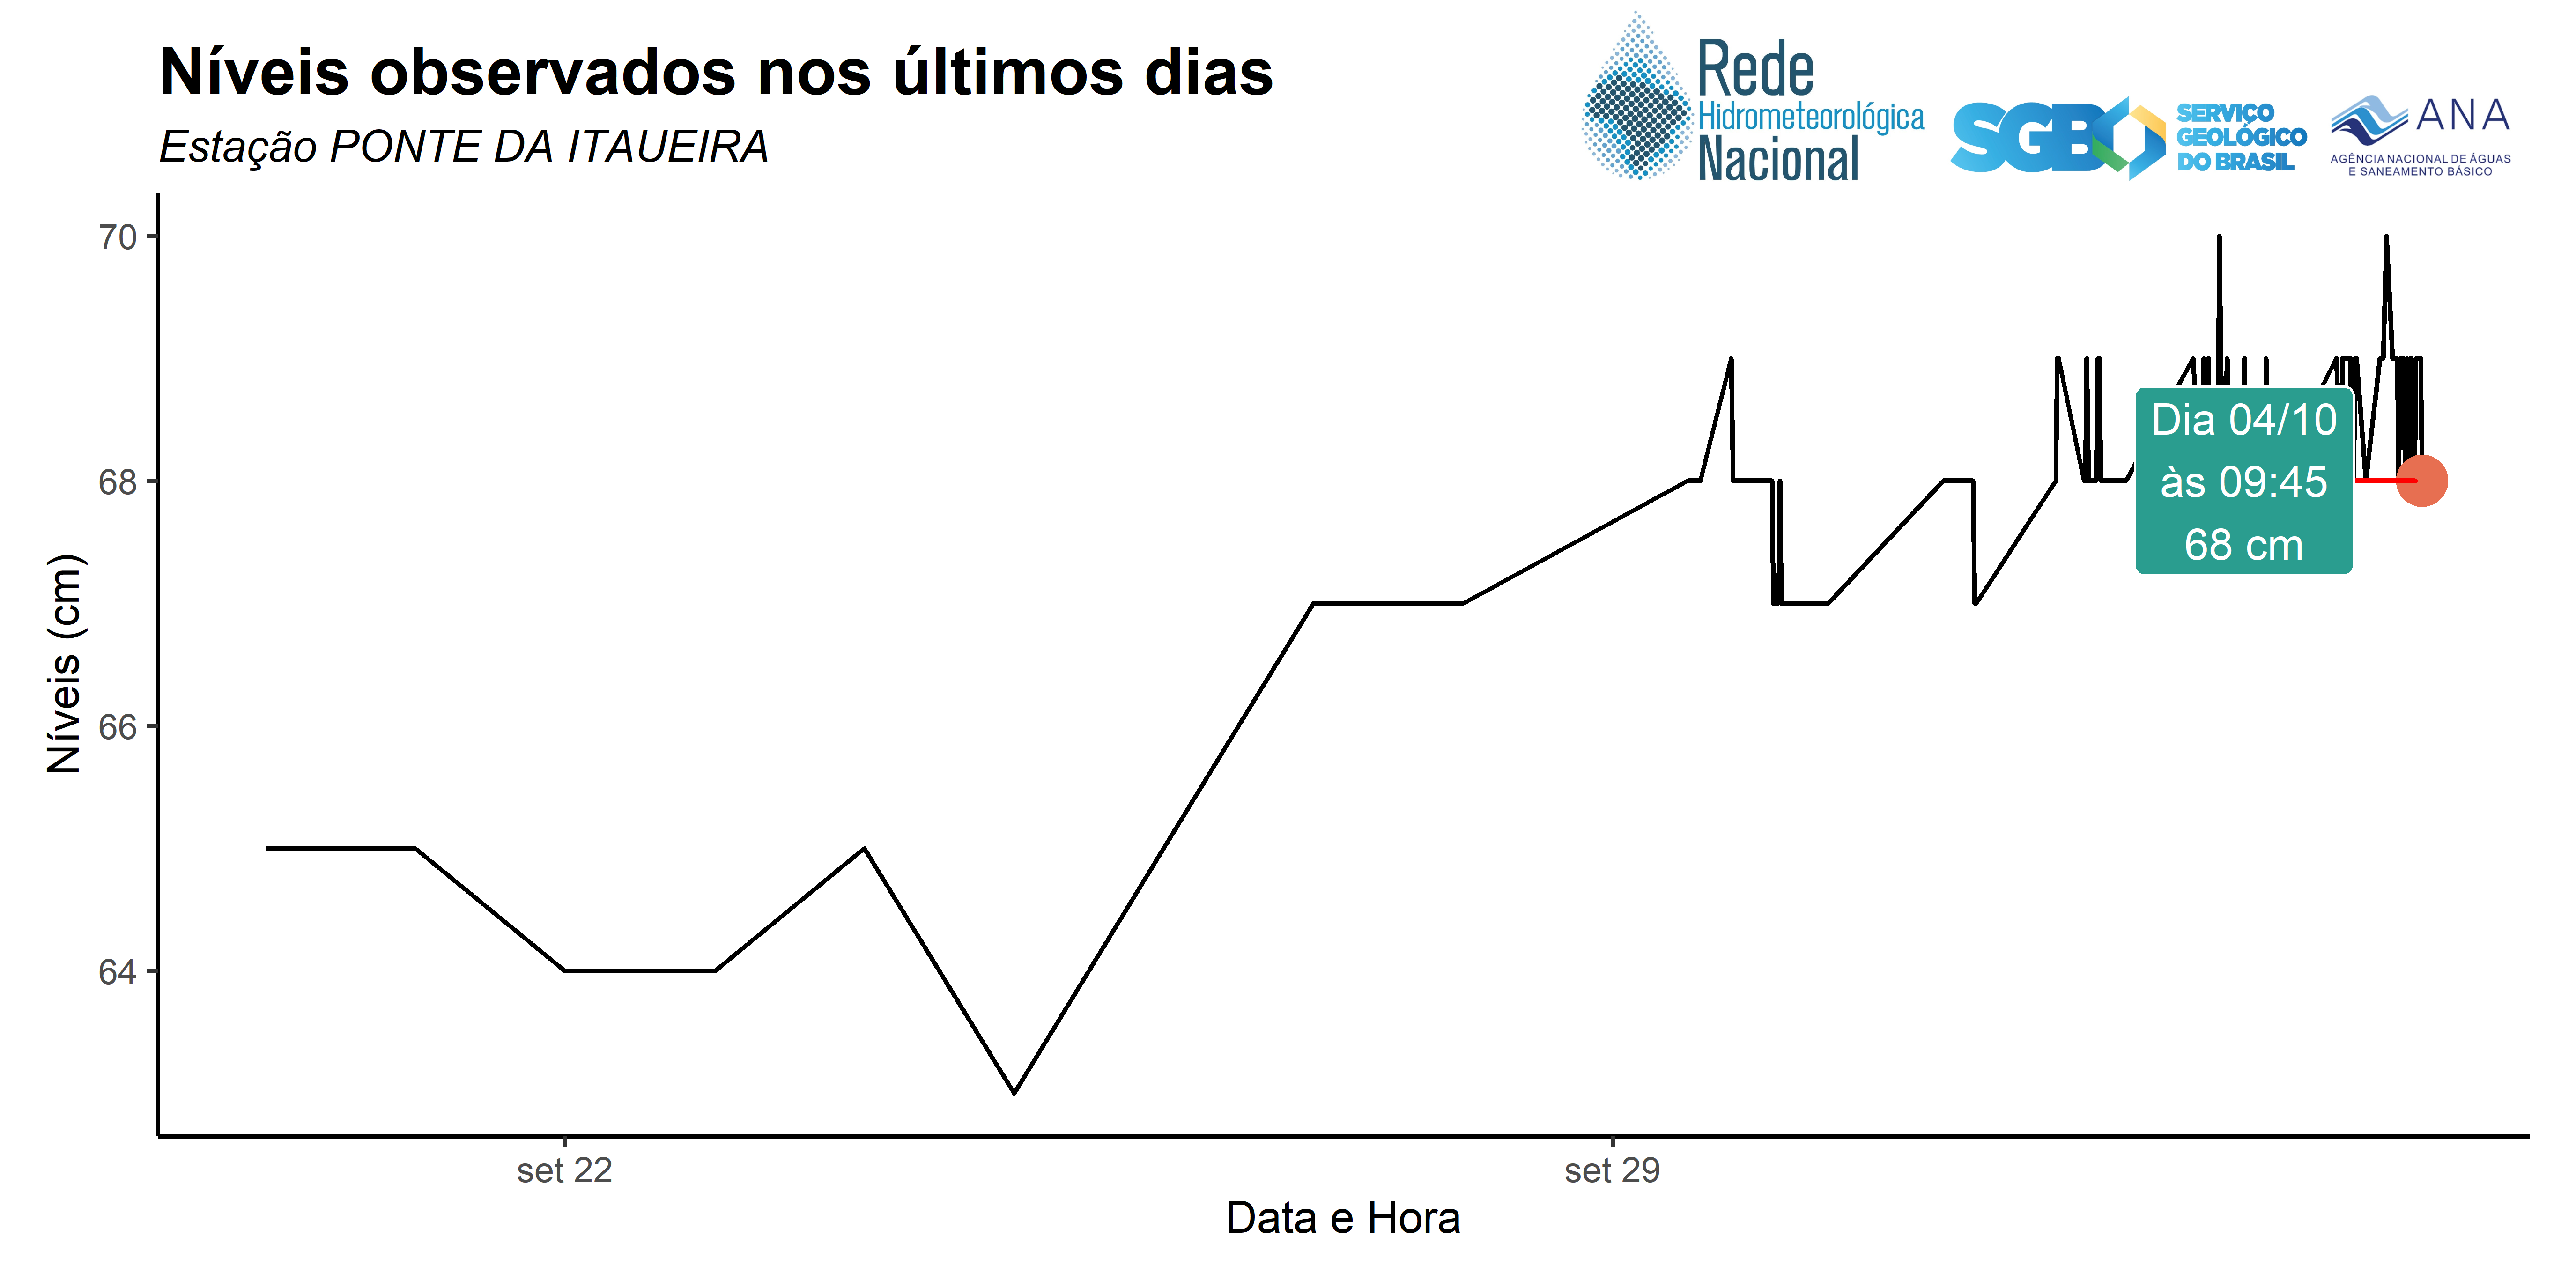 Níveis observados nos últimos dias
Estação PONTE DA ITAUEIRA
Rede
Hidrometeorológica
Nacional
SGB
SERVIÇO
GEOLÓGICO
DO BRASIL
ANA
AGÊNCIA NACIONAL DE ÁGUAS
E SANEAMENTO BÁSICO
Níveis (cm)
70
68
66
64
Dia 04/10
às 09:45
68 cm
set 22
set 29
Data e Hora